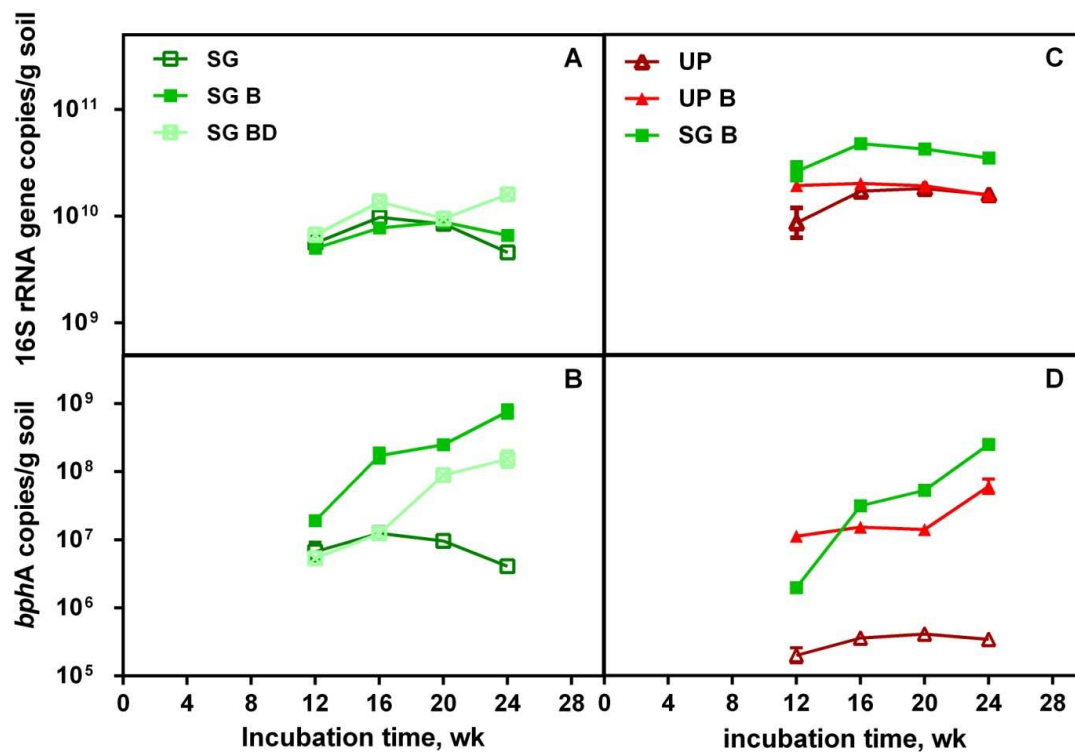 16S rRNA gene copies/g soil
10¹¹
10¹⁰
10⁹
SG
SG B
SG BD
A
UP
UP B
SG B
C
bphA copies/g soil
10⁹
10⁸
10⁷
10⁶
10⁵
B
D
0 4 8 12 16 20 24 28
0 4 8 12 16 20 24 28
Incubation time, wk
incubation time, wk